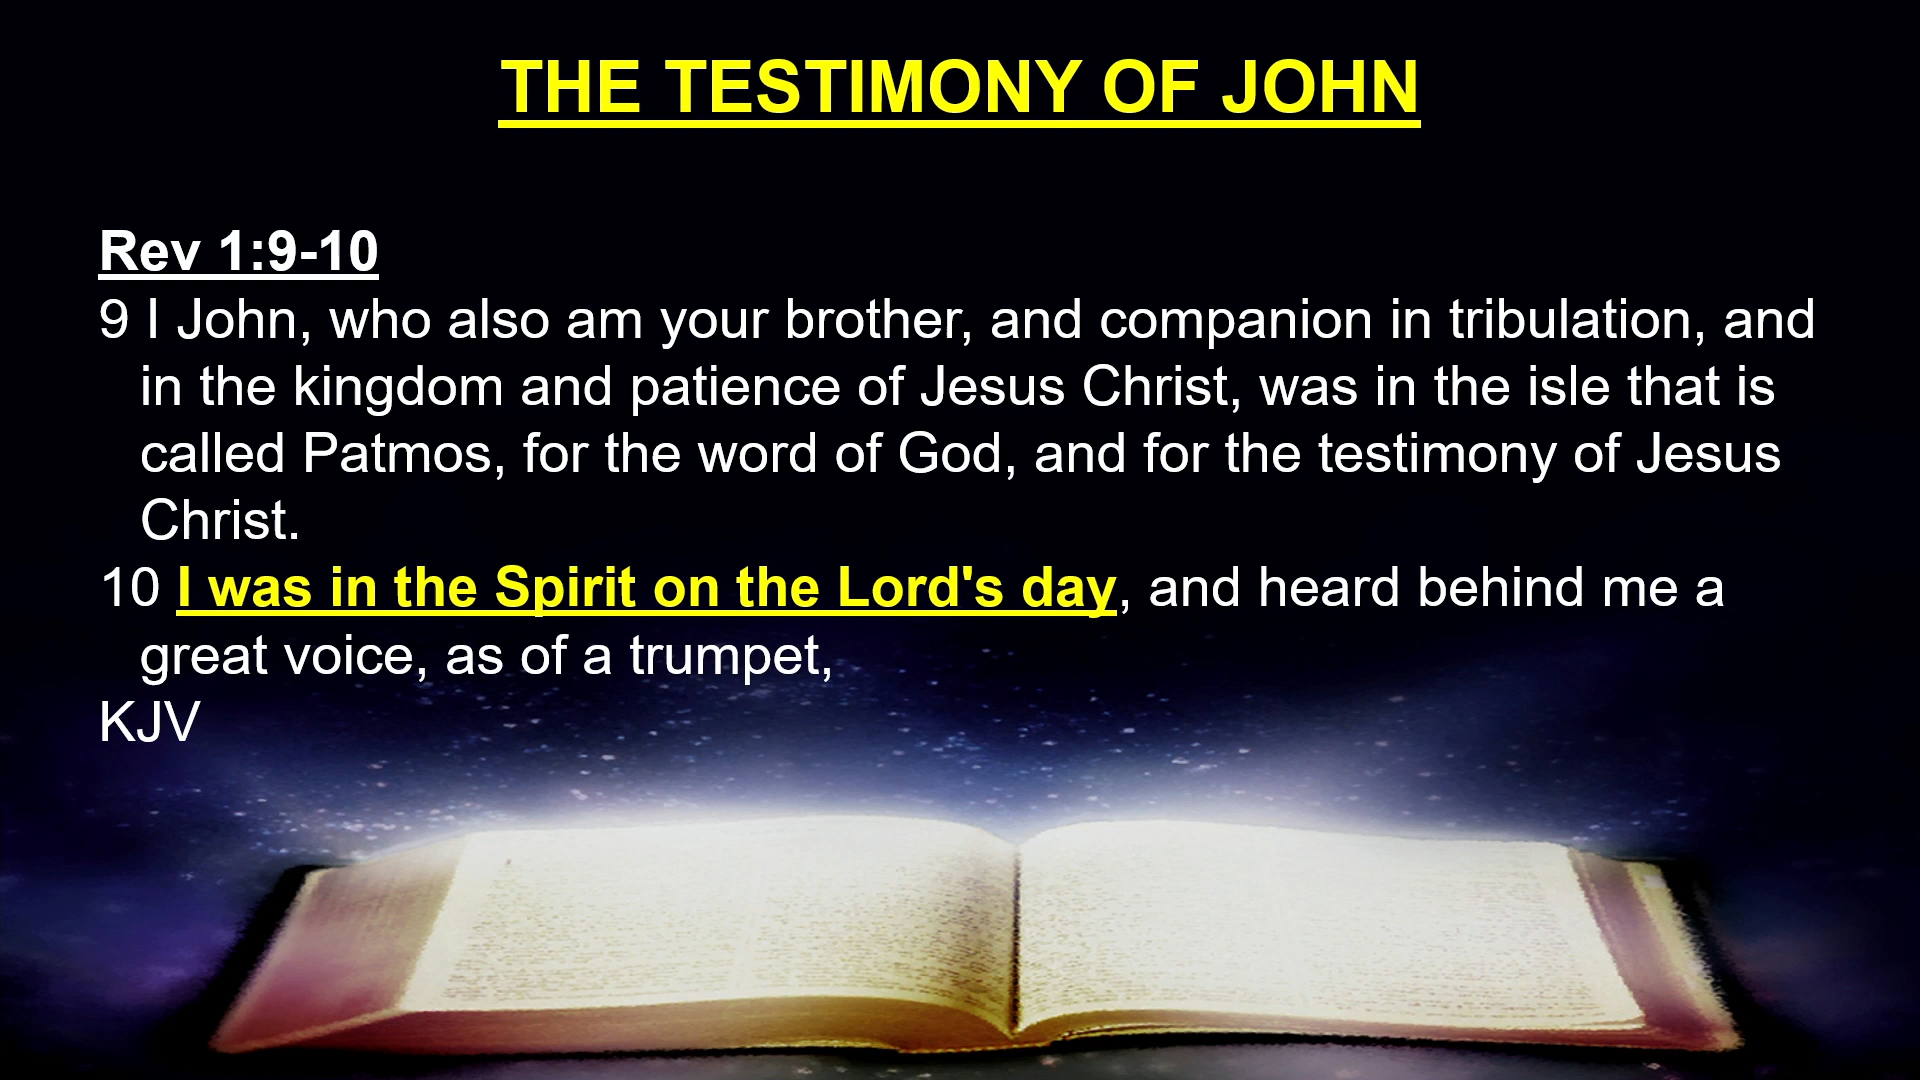 THE TESTIMONY OF JOHN
Rev 1:9-10
9 I John, who also am your brother, and companion in tribulation, and
in the kingdom and patience of Jesus Christ, was in the isle that is
called Patmos, for the word of God, and for the testimony of Jesus
Christ.
10 I was in the Spirit on the Lord's day, and heard behind me a
great voice, as of a trumpet,
KJV